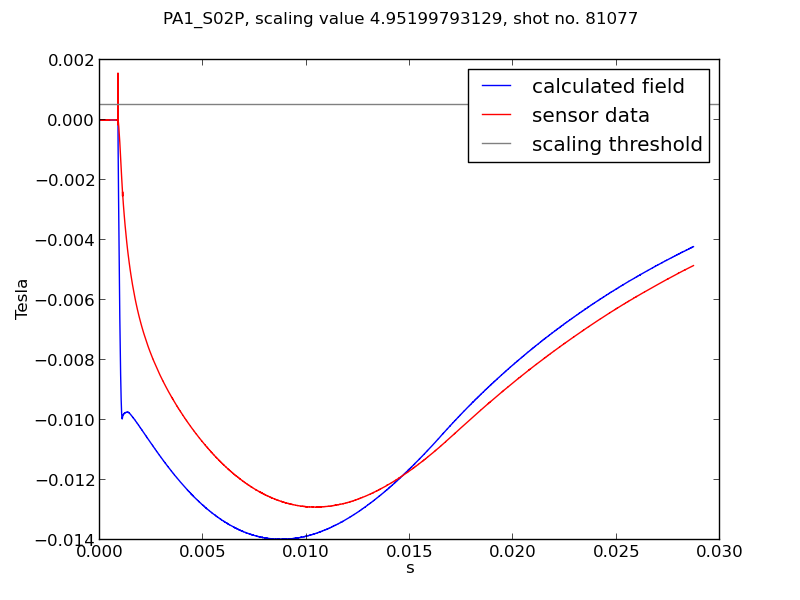 PA1_S02P, scaling value 4.95199793129, shot no. 81077
calculated field
sensor data
scaling threshold
Tesla
0.002
0.000
−0.002
−0.004
−0.006
−0.008
−0.010
−0.012
−0.014
0.000 0.005 0.010 0.015 0.020 0.025 0.030
s